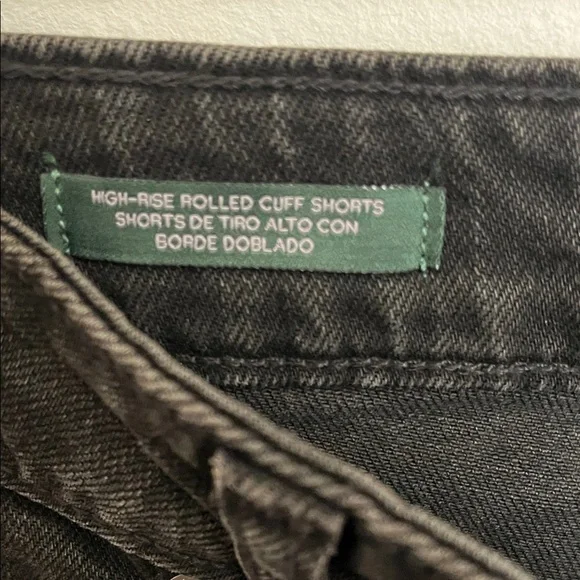 HIGH-RISE ROLLED CUFF SHORTS
SHORTS DE TIRO ALTO CON
BORDE DOBLADO